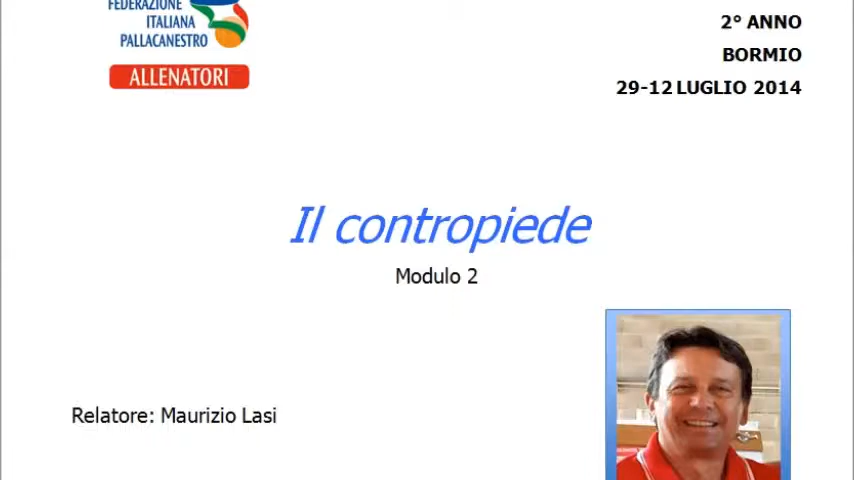 FEDERAZIONE
ITALIANA
PALLACANESTRO
ALLENATORI
2° ANNO
BORMIO
29-12 LUGLIO 2014
Il contropiede
Modulo 2
Relatore: Maurizio Lasi